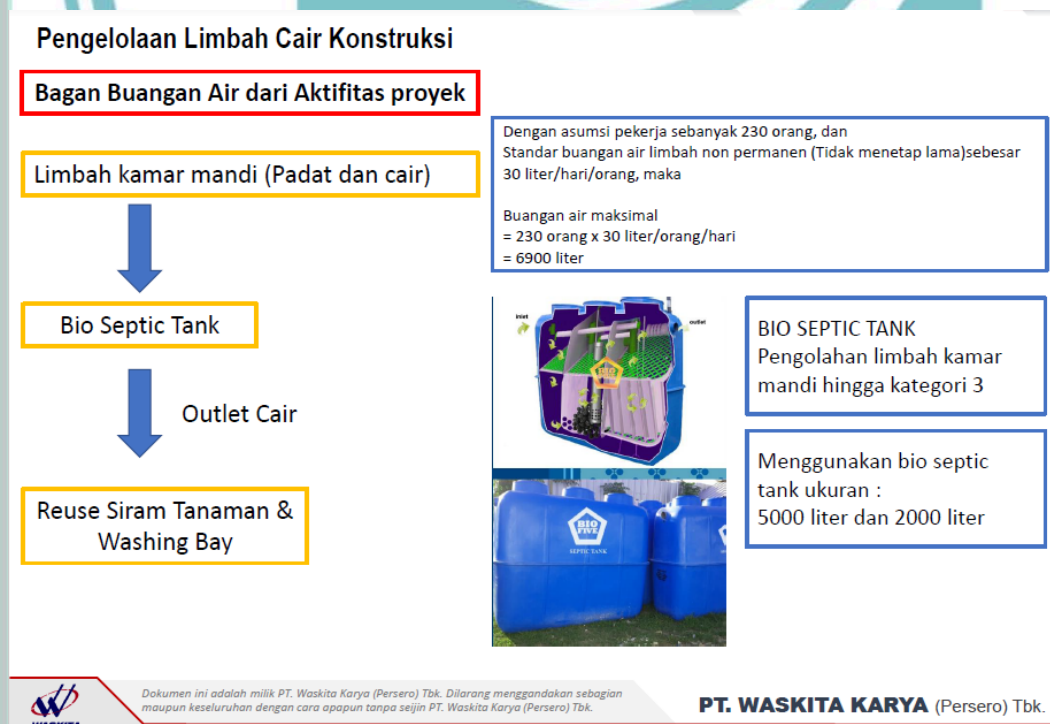 Pengelolaan Limbah Cair Konstruksi
Bagan Buangan Air dari Aktifitas proyek
Limbah kamar mandi (Padat dan cair)
Bio Septic Tank
Outlet Cair
Reuse Siram Tanaman &
Washing Bay
Dengan asumsi pekerja sebanyak 230 orang, dan
Standar buangan air limbah non permanen (Tidak menetap lama)sebesar
30 liter/hari/orang, maka
Buangan air maksimal
= 230 orang x 30 liter/orang/hari
= 6900 liter
inlet
outlet
BIO
FIVE
BIO
FIVE
SEPTIC TANK
BIO SEPTIC TANK
Pengolahan limbah kamar
mandi hingga kategori 3
Menggunakan bio septic
tank ukuran :
5000 liter dan 2000 liter
WASKITA
Dokumen ini adalah milik PT. Waskita Karya (Persero) Tbk. Dilarang menggandakan sebagian
maupun keseluruhan dengan cara apapun tanpa seijin PT. Waskita Karya (Persero) Tbk.
PT. WASKITA KARYA (Persero) Tbk.